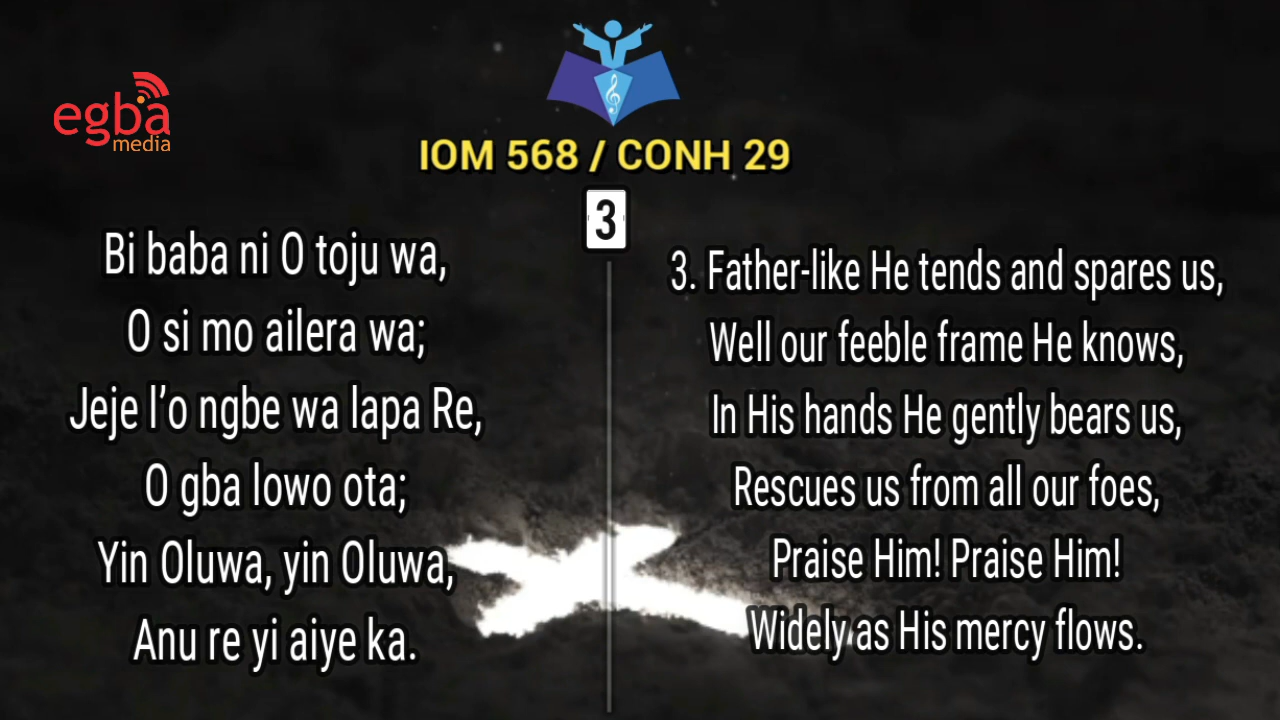 egba
media
IOM 568 / CONH 29
3
Bi baba ni O toju wa,
O si mo ailera wa;
Jeje l’o ngbe wa lapa Re,
O gba lowo ota;
Yin Oluwa, yin Oluwa,
Anu re yi aiye ka.
3. Father-like He tends and spares us,
Well our feeble frame He knows,
In His hands He gently bears us,
Rescues us from all our foes,
Praise Him! Praise Him!
Widely as His mercy flows.